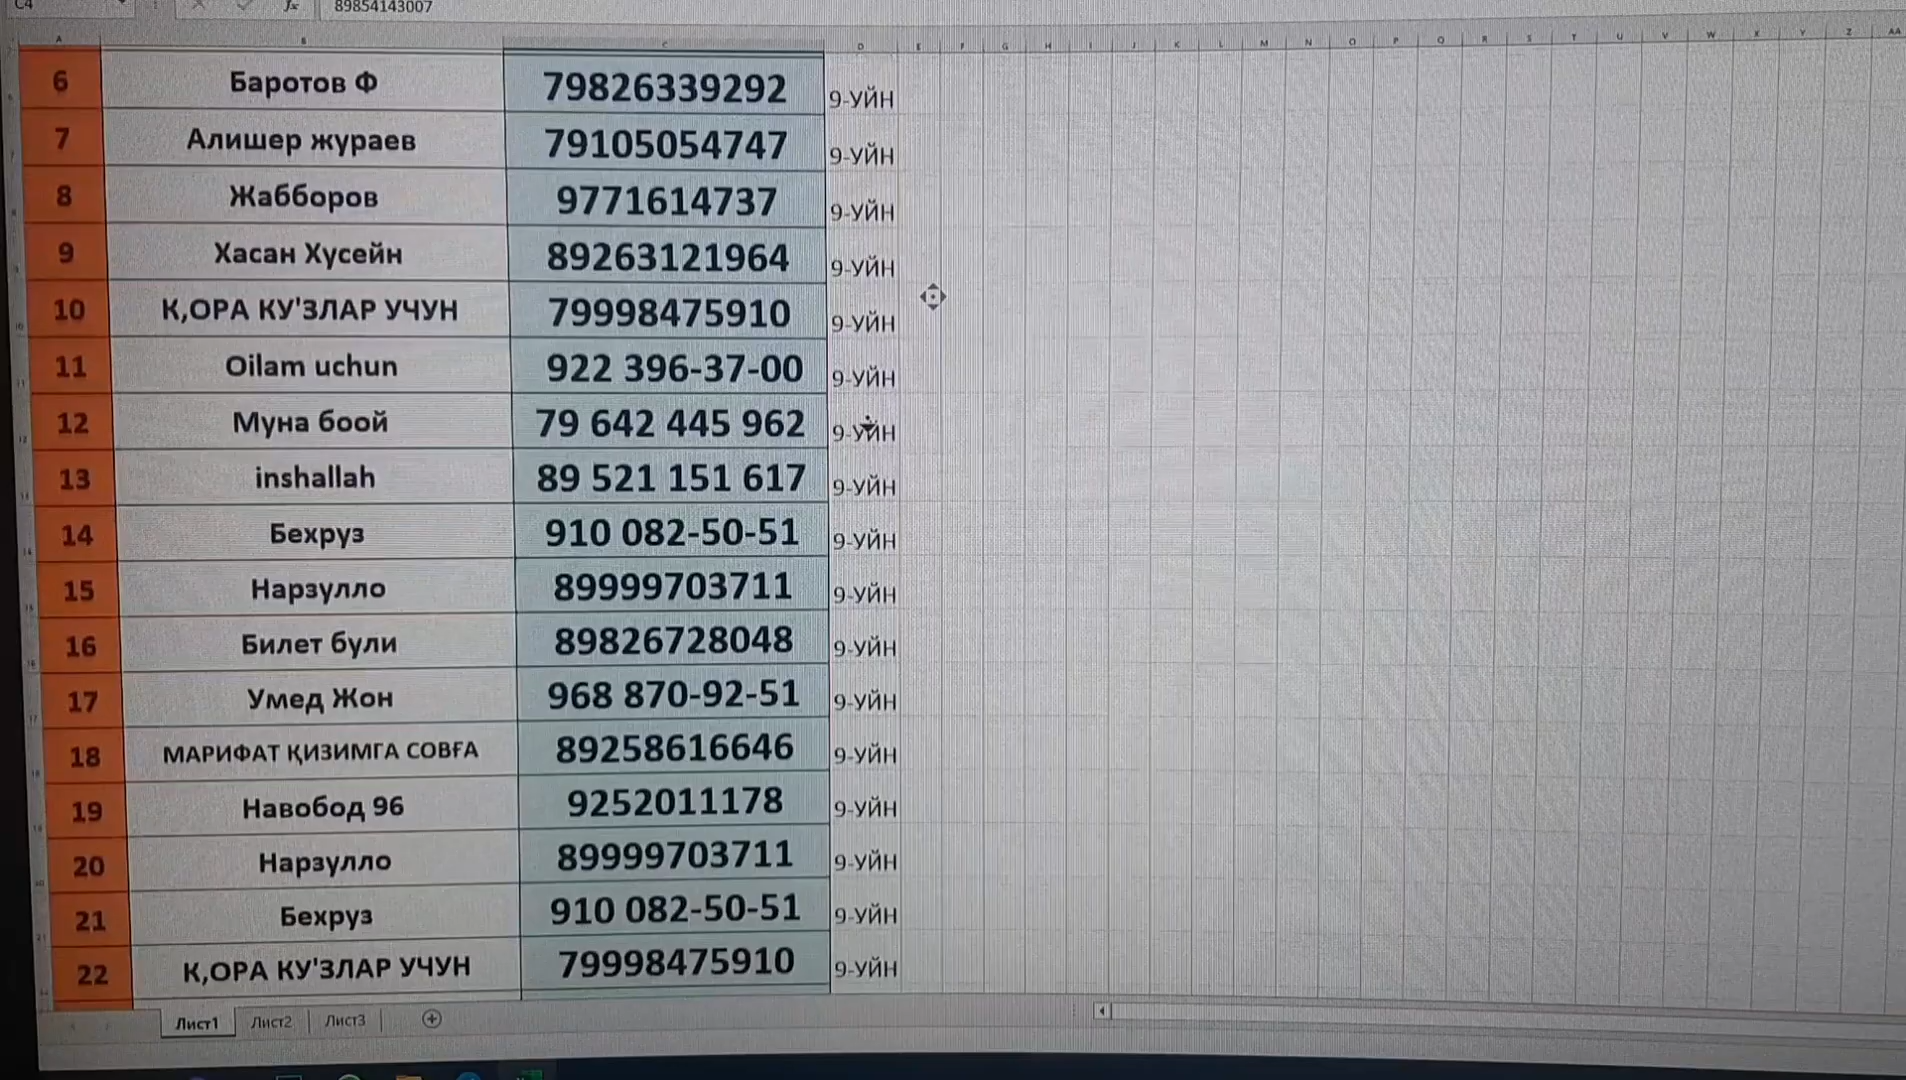 C4 fx 89854143007
A B C D E F G H I J K L M N O P Q R S T U V W X Y Z AA
6 Баротов Ф 79826339292 9-УЙН
7 Алишер жураев 79105054747 9-УЙН
8 Жабборов 9771614737 9-УЙН
9 Хасан Хусейн 89263121964 9-УЙН
10 К,ОРА КУ'ЗЛАР УЧУН 79998475910 9-УЙН
11 Oilam uchun 922 396-37-00 9-УЙН
12 Муна боой 79 642 445 962 9-УЙН
13 inshallah 89 521 151 617 9-УЙН
14 Бехруз 910 082-50-51 9-УЙН
15 Нарзулло 89999703711 9-УЙН
16 Билет були 89826728048 9-УЙН
17 Умед Жон 968 870-92-51 9-УЙН
18 МАРИФАТ ҚИЗИМГА СОВҒА 89258616646 9-УЙН
19 Навобод 96 9252011178 9-УЙН
20 Нарзулло 89999703711 9-УЙН
21 Бехруз 910 082-50-51 9-УЙН
22 К,ОРА КУ'ЗЛАР УЧУН 79998475910 9-УЙН
Лист1 Лист2 Лист3